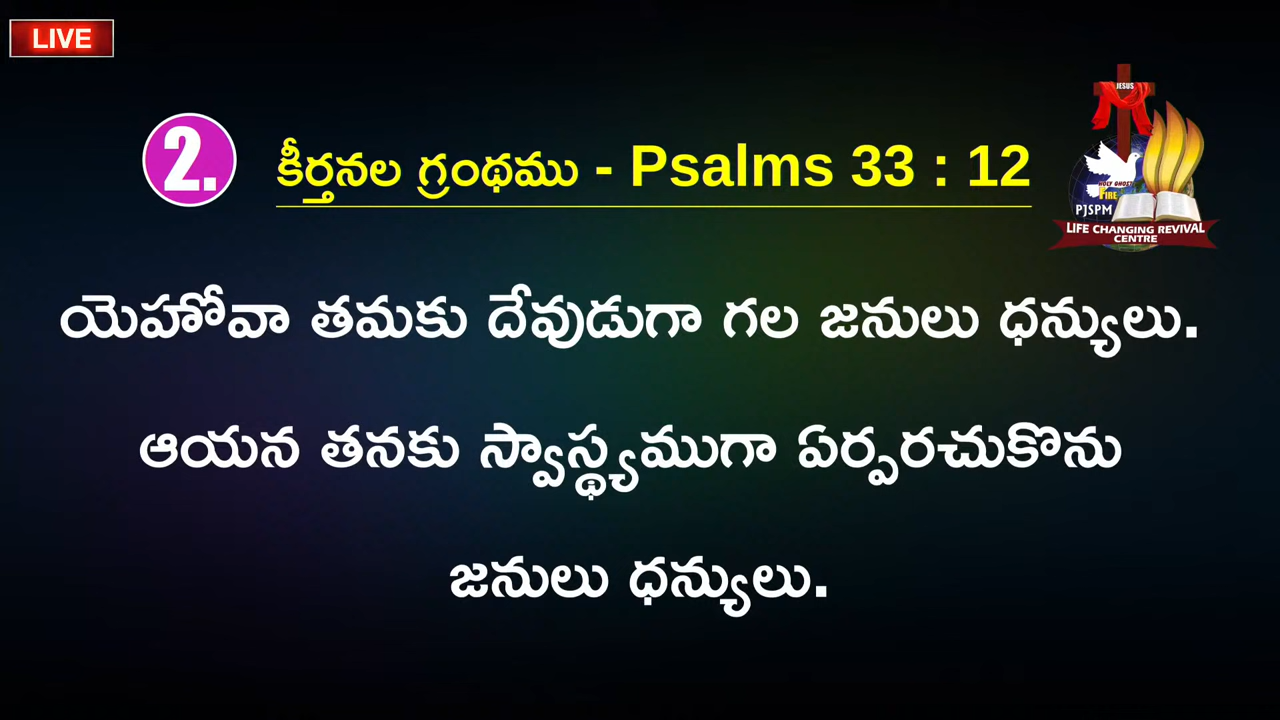 LIVE
2. కీర్తనల గ్రంథము - Psalms 33 : 12
యెహోవా తమకు దేవుడుగా గల జనులు ధన్యులు.
ఆయన తనకు స్వాస్థ్యముగా ఏర్పరచుకొను
జనులు ధన్యులు.
JESUS
HOLY GHOST
FIRE
PJSPM
LIFE CHANGING REVIVAL
CENTRE